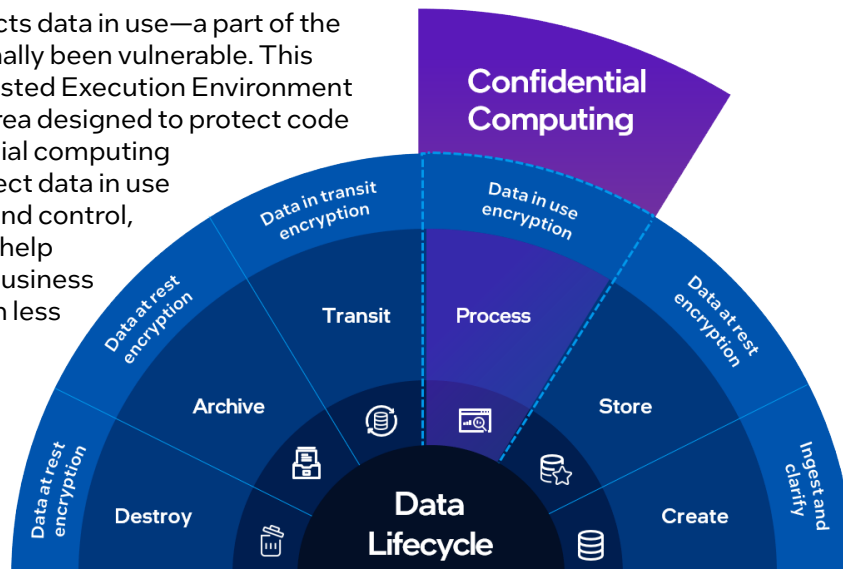 cts data in use—a part of the
nally been vulnerable. This
sted Execution Environment
rea designed to protect code
ial computing
ect data in use
nd control,
help
usiness
n less
Confidential
Computing
Data in transit
encryption
Data in use
encryption
Data at rest
encryption
Data at rest
encryption
Transit
Process
Archive
Store
Data at rest
encryption
Ingest and
clarify
Destroy
Create
Data
Lifecycle